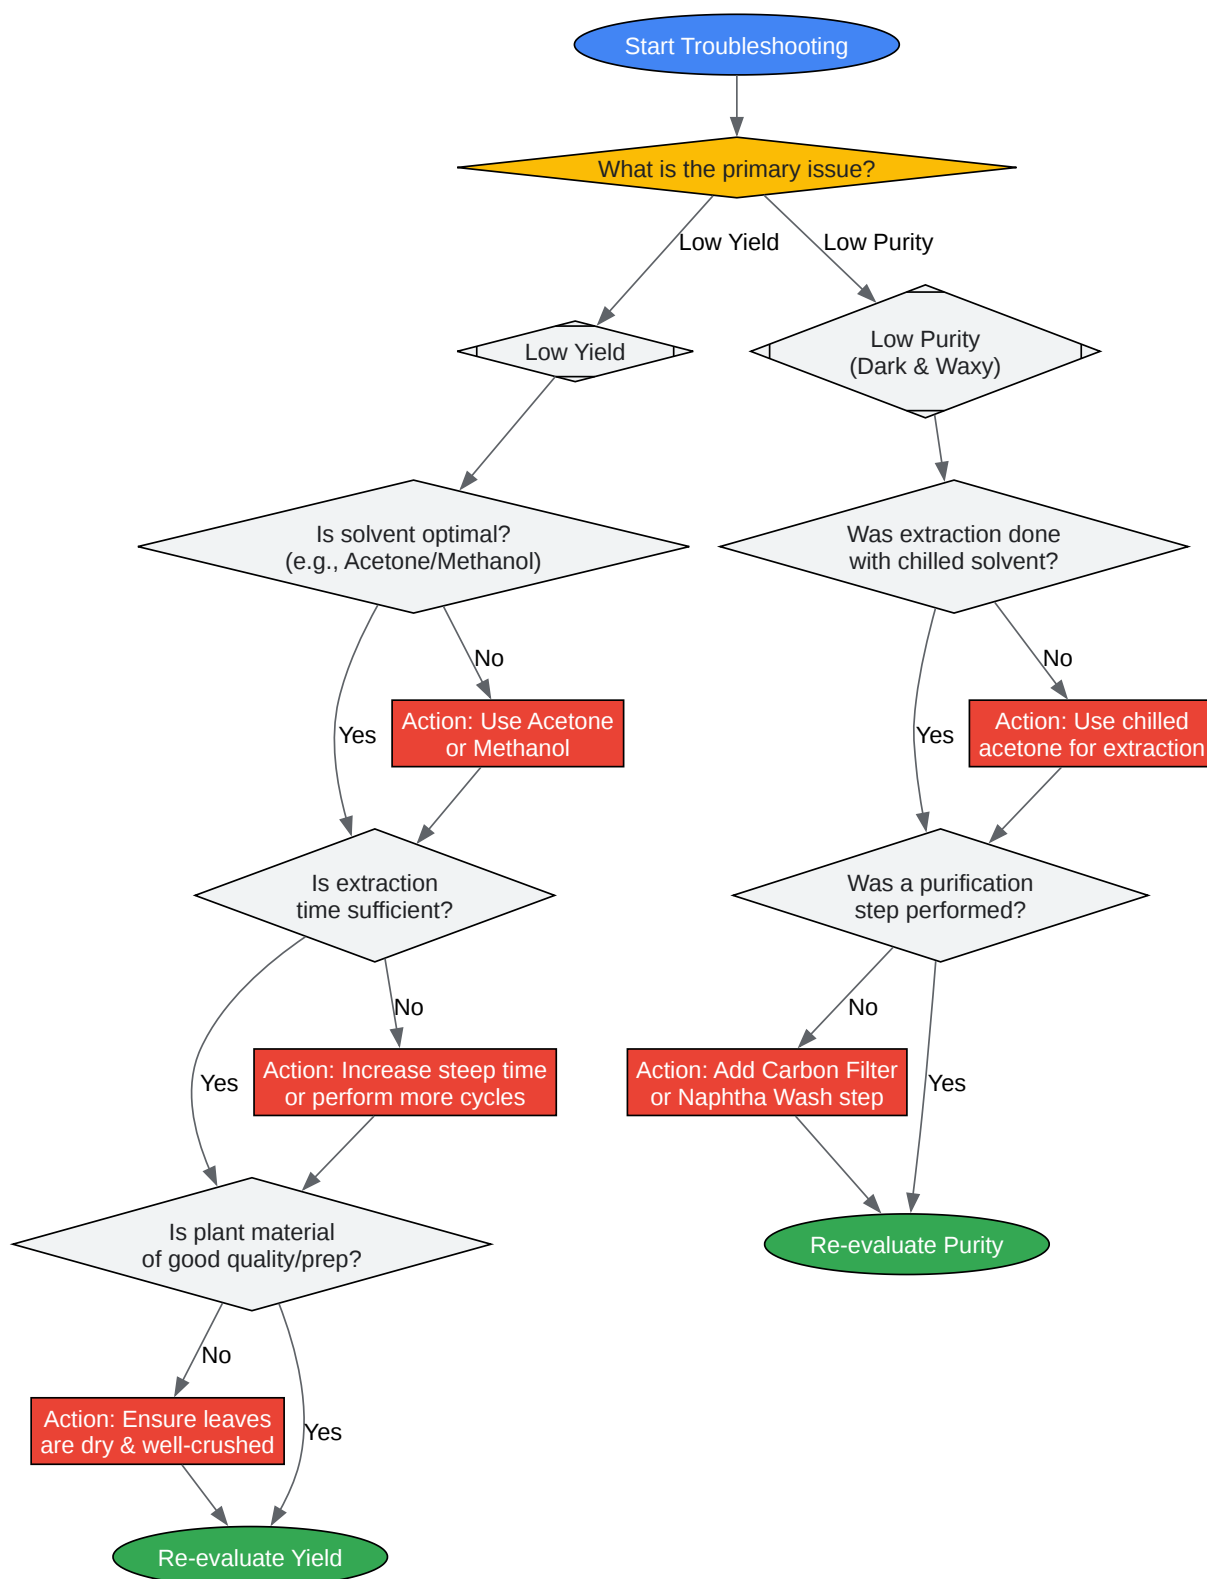 Start Troubleshooting
What is the primary issue?
Low Yield
Low Purity
Low Yield
Low Purity
(Dark & Waxy)
Is solvent optimal?
(e.g., Acetone/Methanol)
Was extraction done
with chilled solvent?
No
No
Yes
Action: Use Acetone
or Methanol
Yes
Action: Use chilled
acetone for extraction
Is extraction
time sufficient?
Was a purification
step performed?
No
No
Yes
Action: Increase steep time
or perform more cycles
Action: Add Carbon Filter
or Naphtha Wash step
Yes
Is plant material
of good quality/prep?
Re-evaluate Purity
No
Action: Ensure leaves
are dry & well-crushed
Yes
Re-evaluate Yield